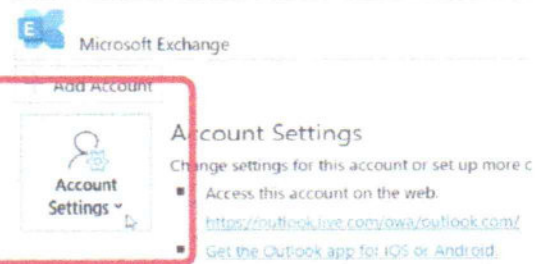 E
Microsoft Exchange
Add Account
Account Settings
Change settings for this account or set up more c
Account
Settings
Access this account on the web.
https://outlook.live.com/owa/outlook.com/
Get the Outlook app for iOS or Android.